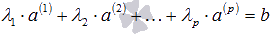 λ₁ · a⁽¹⁾ + λ₂ · a⁽²⁾ + ... + λₚ · a⁽ᵖ⁾ = b